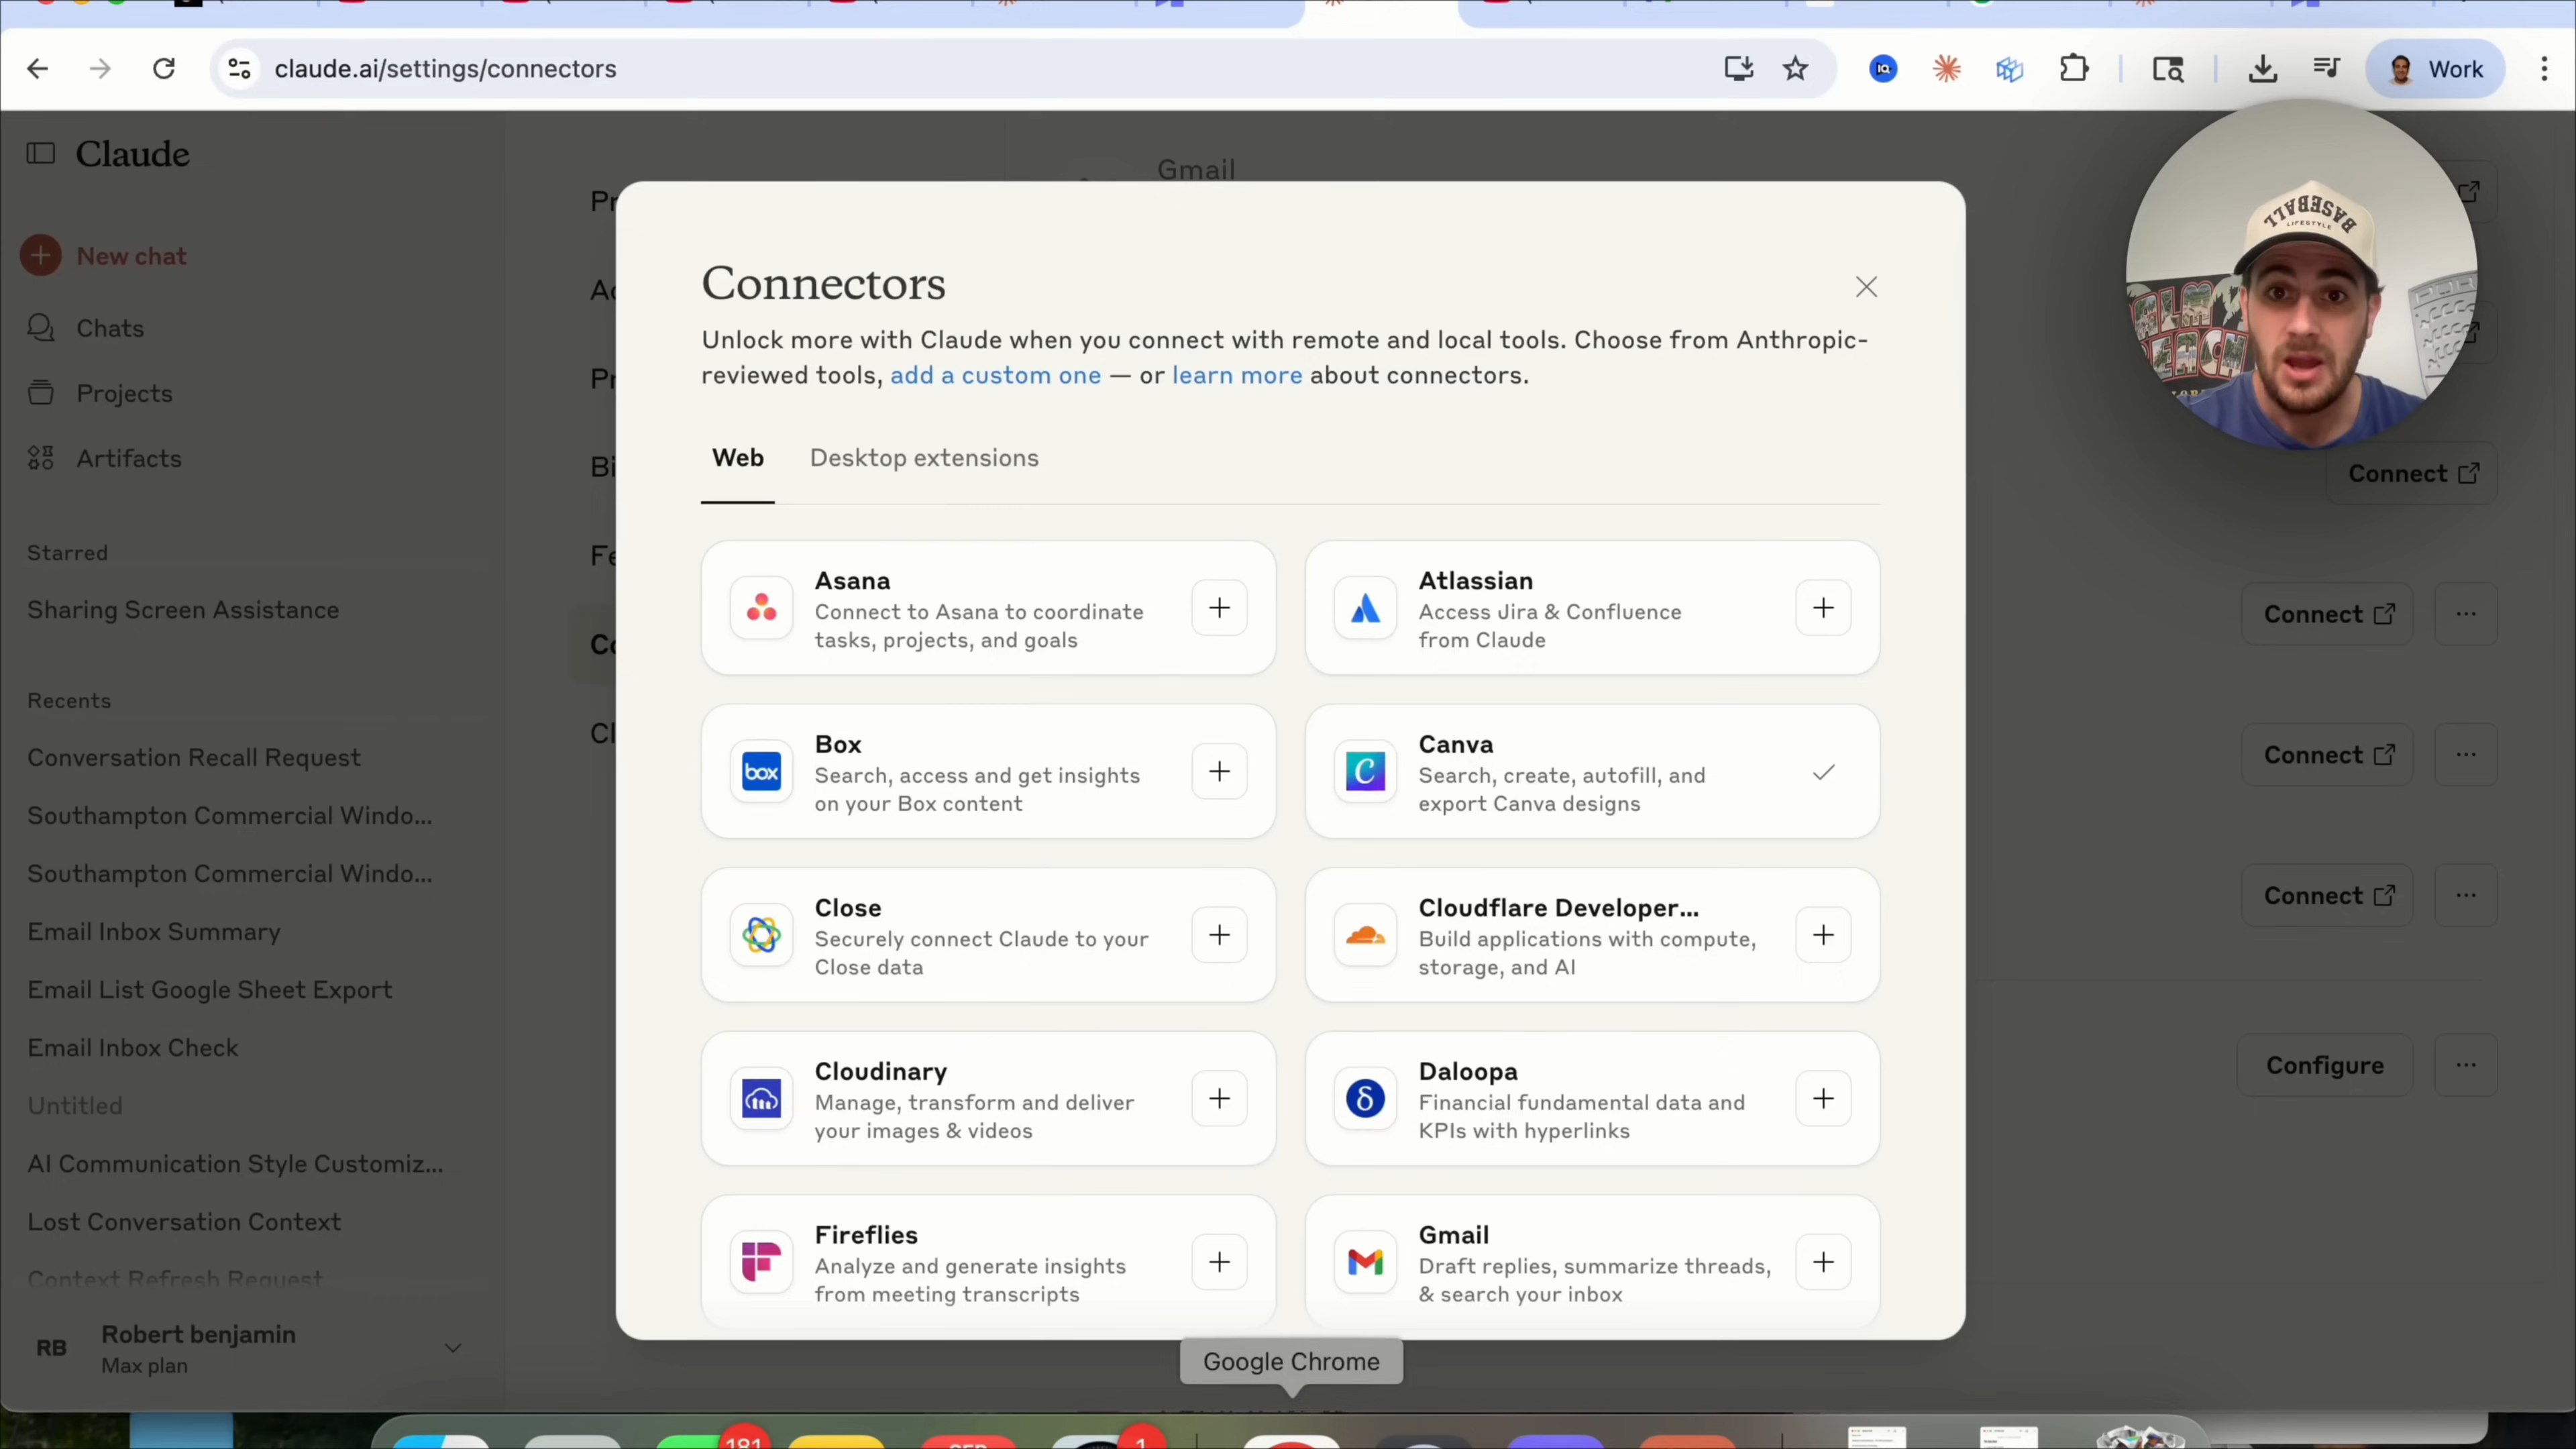 claude.ai/settings/connectors
Work
Claude
New chat
Chats
Projects
Artifacts
Starred
Sharing Screen Assistance
Recents
Conversation Recall Request
Southampton Commercial Windo...
Southampton Commercial Windo...
Email Inbox Summary
Email List Google Sheet Export
Email Inbox Check
Untitled
AI Communication Style Customiz...
Lost Conversation Context
Context Refresh Request
RB
Robert benjamin
Max plan
Gmail
Connectors
Unlock more with Claude when you connect with remote and local tools. Choose from Anthropic-
reviewed tools, add a custom one — or learn more about connectors.
Web
Desktop extensions
Asana
Connect to Asana to coordinate
tasks, projects, and goals
Atlassian
Access Jira & Confluence
from Claude
box
Box
Search, access and get insights
on your Box content
C
Canva
Search, create, autofill, and
export Canva designs
Close
Securely connect Claude to your
Close data
Cloudflare Developer...
Build applications with compute,
storage, and AI
Cloudinary
Manage, transform and deliver
your images & videos
δ
Daloopa
Financial fundamental data and
KPIs with hyperlinks
Fireflies
Analyze and generate insights
from meeting transcripts
Gmail
Draft replies, summarize threads,
& search your inbox
BASEBALL
LIFESTYLE
Connect
Connect
Connect
Connect
Configure
Google Chrome
181
1